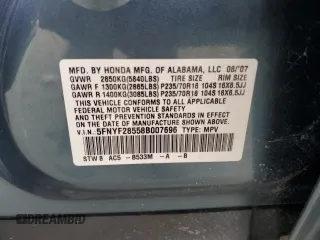 MFD. BY HONDA MFG. OF ALABAMA, LLC 08/'07
GVWR 2650KG(5840LBS) TIRE SIZE RIM SIZE
GAWR F 1300KG(2865LBS) P235/70R16 104S 16X6.5JJ
GAWR R 1400KG(3085LBS) P235/70R16 104S 16X6.5JJ
THIS VEHICLE CONFORMS TO ALL APPLICABLE FEDERAL
MOTOR VEHICLE SAFETY STANDARDS IN
EFFECT ON THE DATE OF MANUFACTURE SHOWN ABOVE.
V.I.N.: 5FNYF28558B007696 TYPE: MPV
STW 8 AC5 - B533M - A - B
DREAMBID